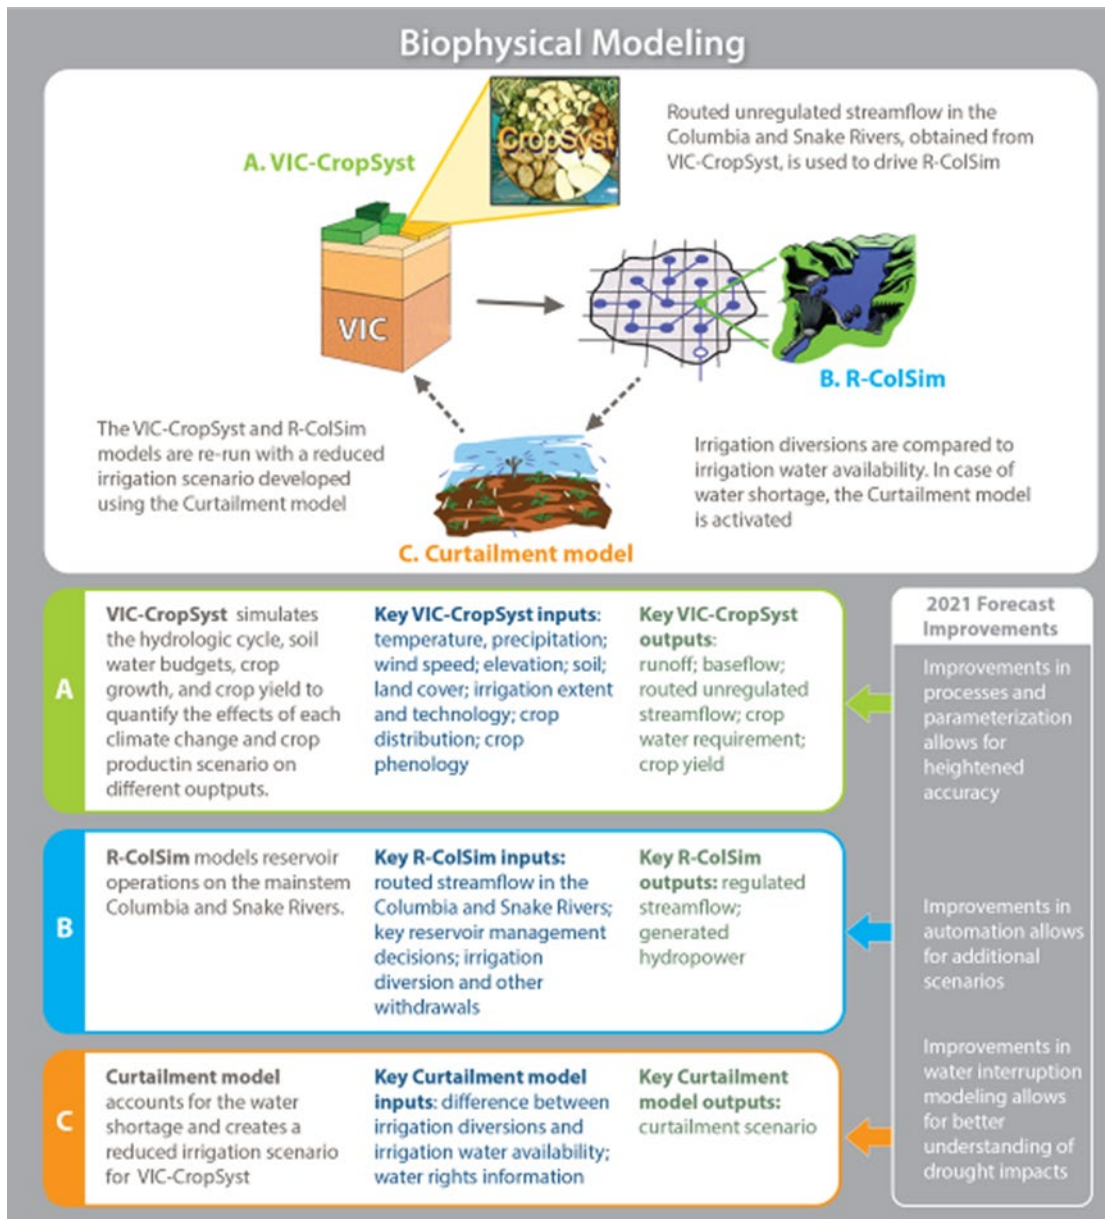 Biophysical Modeling
A. VIC-CropSyst
CropSyst
Routed unregulated streamflow in the
Columbia and Snake Rivers, obtained from
VIC-CropSyst, is used to drive R-ColSim
VIC
B. R-ColSim
The VIC-CropSyst and R-ColSim
models are re-run with a reduced
irrigation scenario developed
using the Curtailment model
Irrigation diversions are compared to
irrigation water availability. In case of
water shortage, the Curtailment model
is activated
C. Curtailment model
A
VIC-CropSyst simulates
the hydrologic cycle, soil
water budgets, crop
growth, and crop yield to
quantify the effects of each
climate change and crop
productin scenario on
different ouptputs.
Key VIC-CropSyst inputs:
temperature, precipitation;
wind speed; elevation; soil;
land cover; irrigation extent
and technology; crop
distribution; crop
phenology
Key VIC-CropSyst
outputs:
runoff; baseflow;
routed unregulated
streamflow; crop
water requirement;
crop yield
B
R-ColSim models reservoir
operations on the mainstem
Columbia and Snake Rivers.
Key R-ColSim inputs:
routed streamflow in the
Columbia and Snake Rivers;
key reservoir management
decisions; irrigation
diversion and other
withdrawals
Key R-ColSim
outputs: regulated
streamflow;
generated
hydropower
C
Curtailment model
accounts for the water
shortage and creates a
reduced irrigation scenario
for VIC-CropSyst
Key Curtailment model
inputs: difference between
irrigation diversions and
irrigation water availability;
water rights information
Key Curtailment
model outputs:
curtailment scenario
2021 Forecast
Improvements
Improvements in
processes and
parameterization
allows for
heightened
accuracy
Improvements in
automation allows
for additional
scenarios
Improvements in
water interruption
modeling allows
for better
understanding of
drought impacts